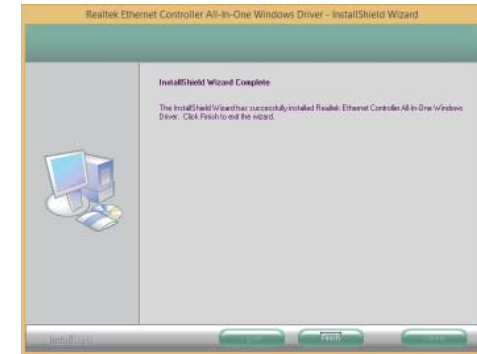 Realtek Ethernet Controller All-In-One Windows Driver - InstallShield Wizard
InstallShield Wizard Complete
The InstallShield Wizard has successfully installed Realtek Ethernet Controller All-In-One Windows
Driver. Click Finish to exit the wizard.
InstallShield
Finish